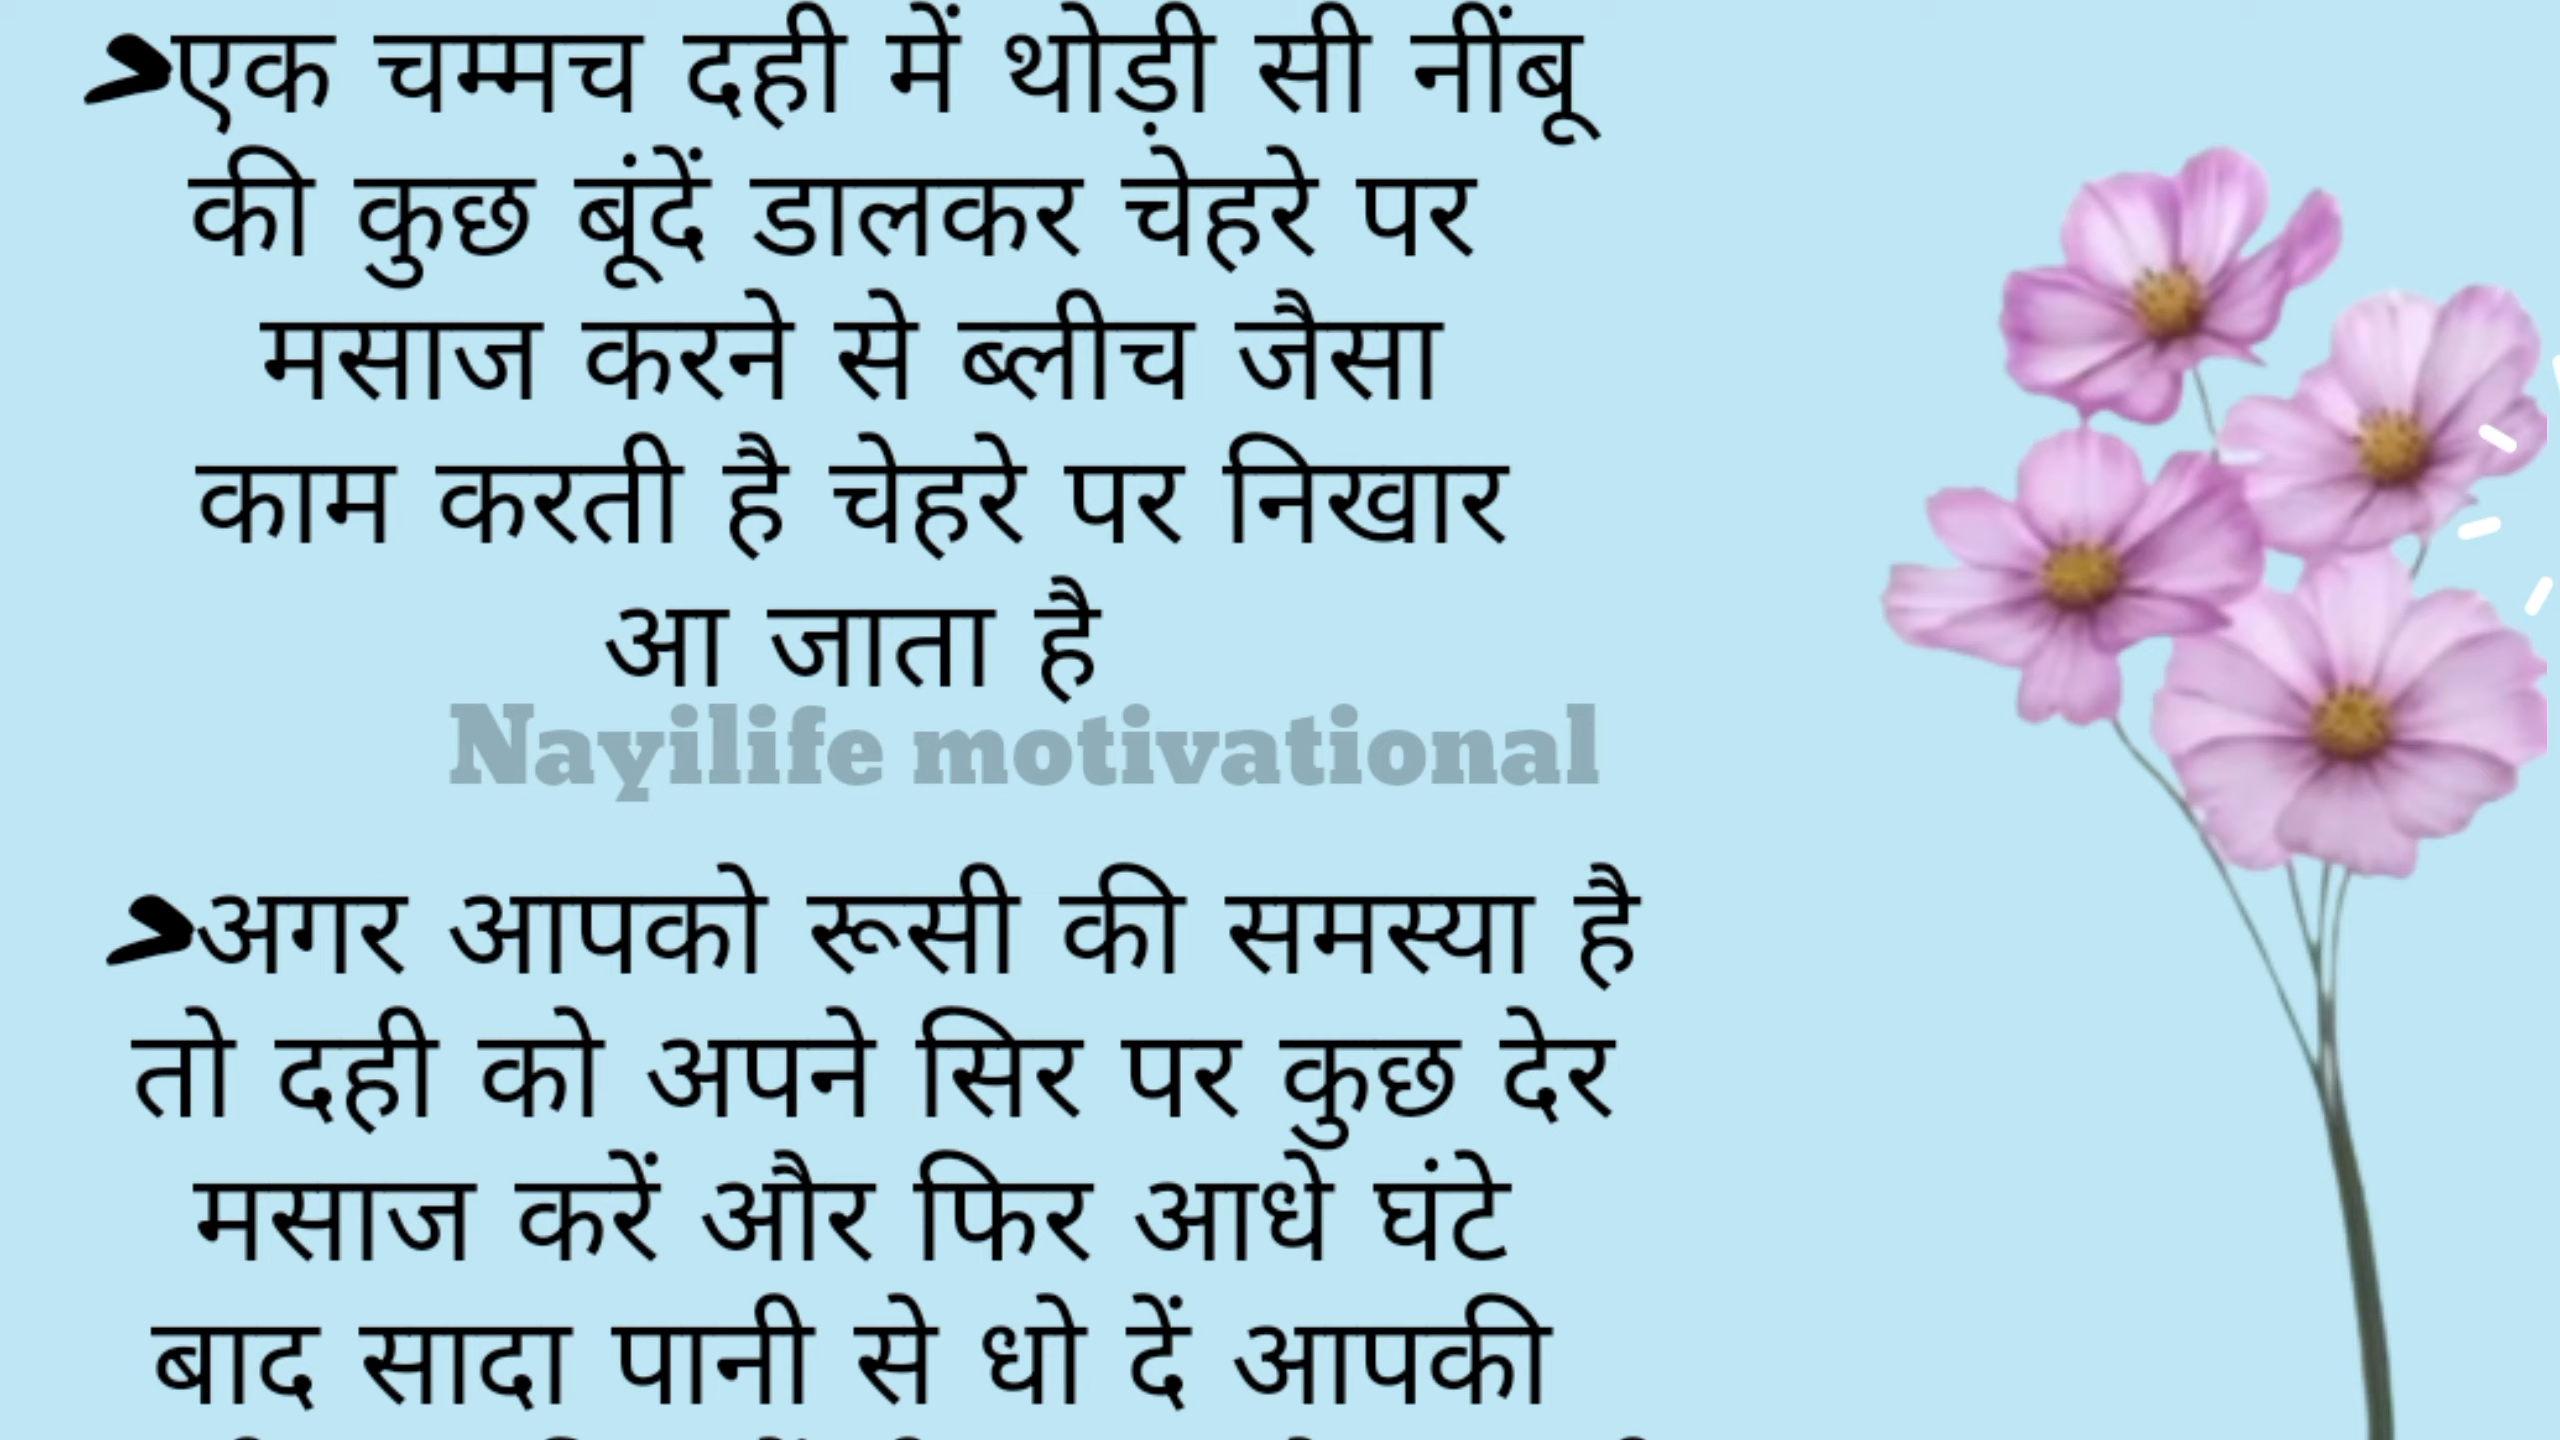 ➤एक चम्मच दही में थोड़ी सी नींबू
की कुछ बूंदें डालकर चेहरे पर
मसाज करने से ब्लीच जैसा
काम करती है चेहरे पर निखार
आ जाता है
Nayilife motivational
➤अगर आपको रूसी की समस्या है
तो दही को अपने सिर पर कुछ देर
मसाज करें और फिर आधे घंटे
बाद सादा पानी से धो दें आपकी